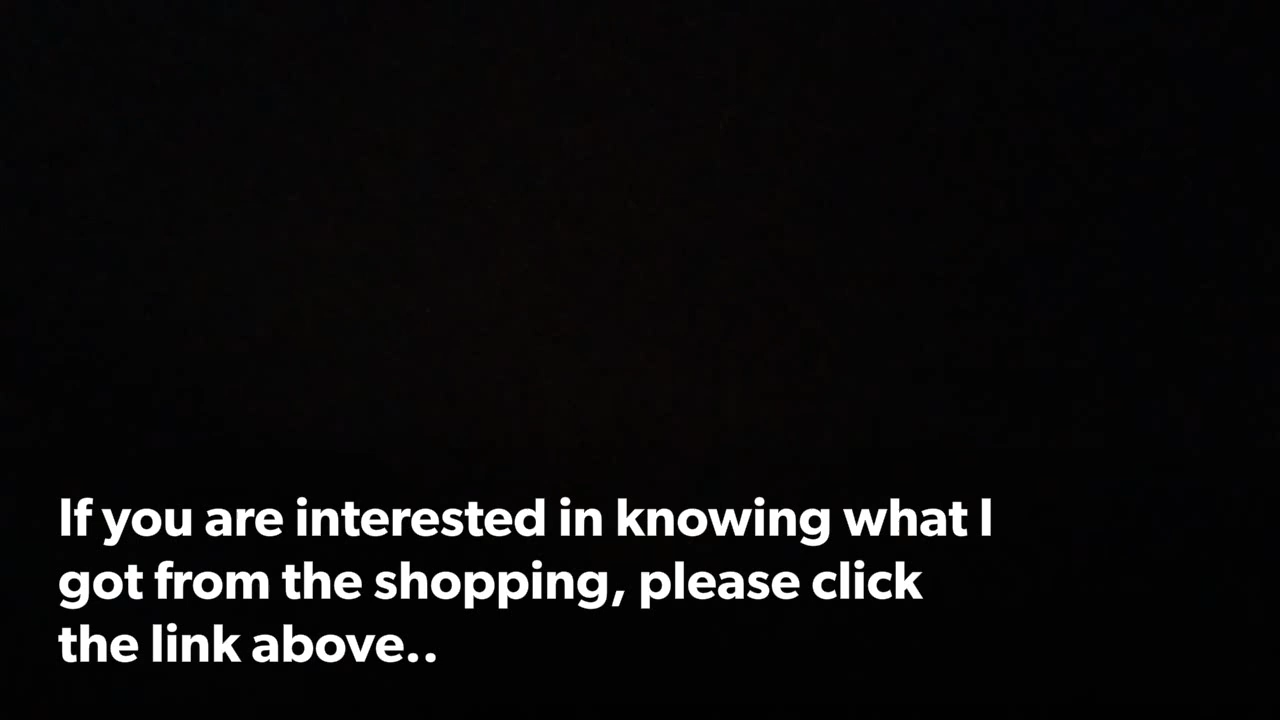 If you are interested in knowing what I
got from the shopping, please click
the link above..